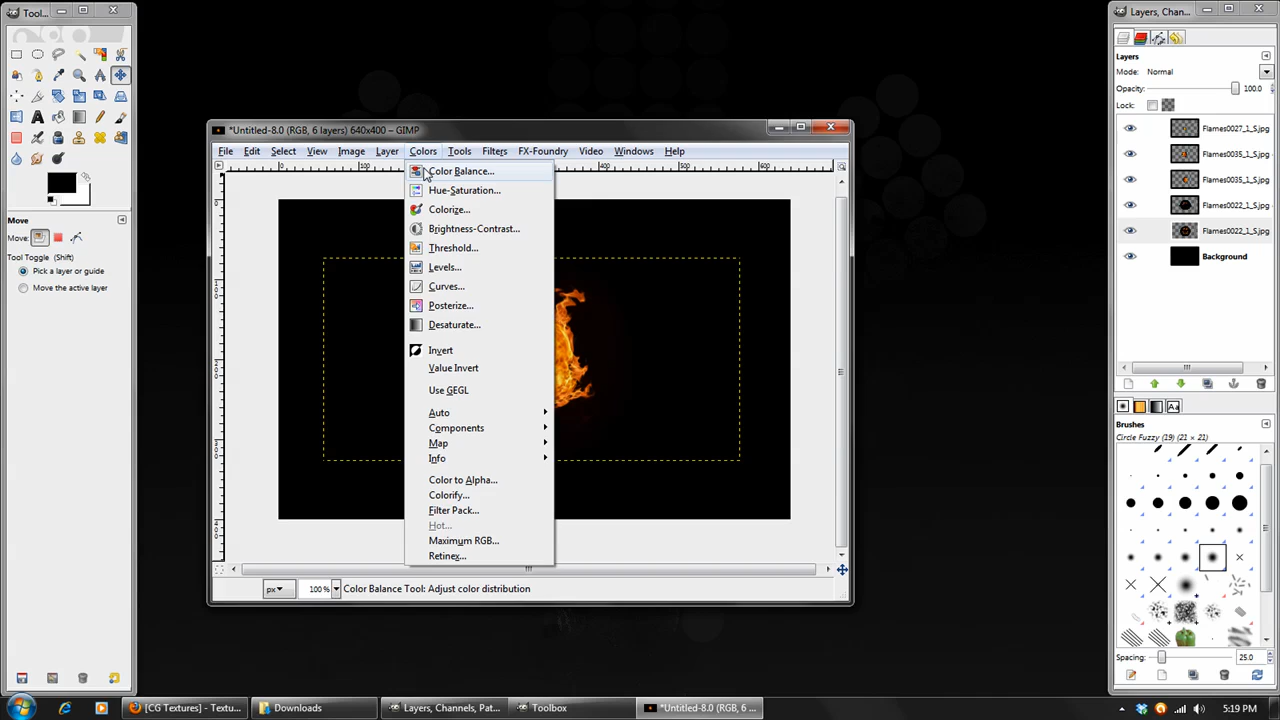 Tool...
Layers, Chan...
*Untitled-8.0 (RGB, 6 layers) 640x400 – GIMP
File Edit Select View Image Layer Colors Tools Filters FX-Foundry Video Windows Help
Color Balance...
Hue-Saturation...
Colorize...
Brightness-Contrast...
Threshold...
Levels...
Curves...
Posterize...
Desaturate...
Invert
Value Invert
Use GEGL
Auto
Components
Map
Info
Color to Alpha...
Colorify...
Filter Pack...
Hot...
Maximum RGB...
Retinex...
px 100% Color Balance Tool: Adjust color distribution
Move
Move:
Tool Toggle (Shift)
Pick a layer or guide
Move the active layer
Layers
Mode: Normal
Opacity: 100.0
Lock:
Flames0027_1_S.jpg
Flames0035_1_S.jpg
Flames0035_1_S.jpg
Flames0022_1_S.jpg
Flames0022_1_S.jpg
Background
Brushes
Circle Fuzzy (19) (21 × 21)
Spacing: 25.0
[CG Textures] - Textu...
Downloads
Layers, Channels, Pat...
Toolbox
*Untitled-8.0 (RGB, 6 ...
5:19 PM